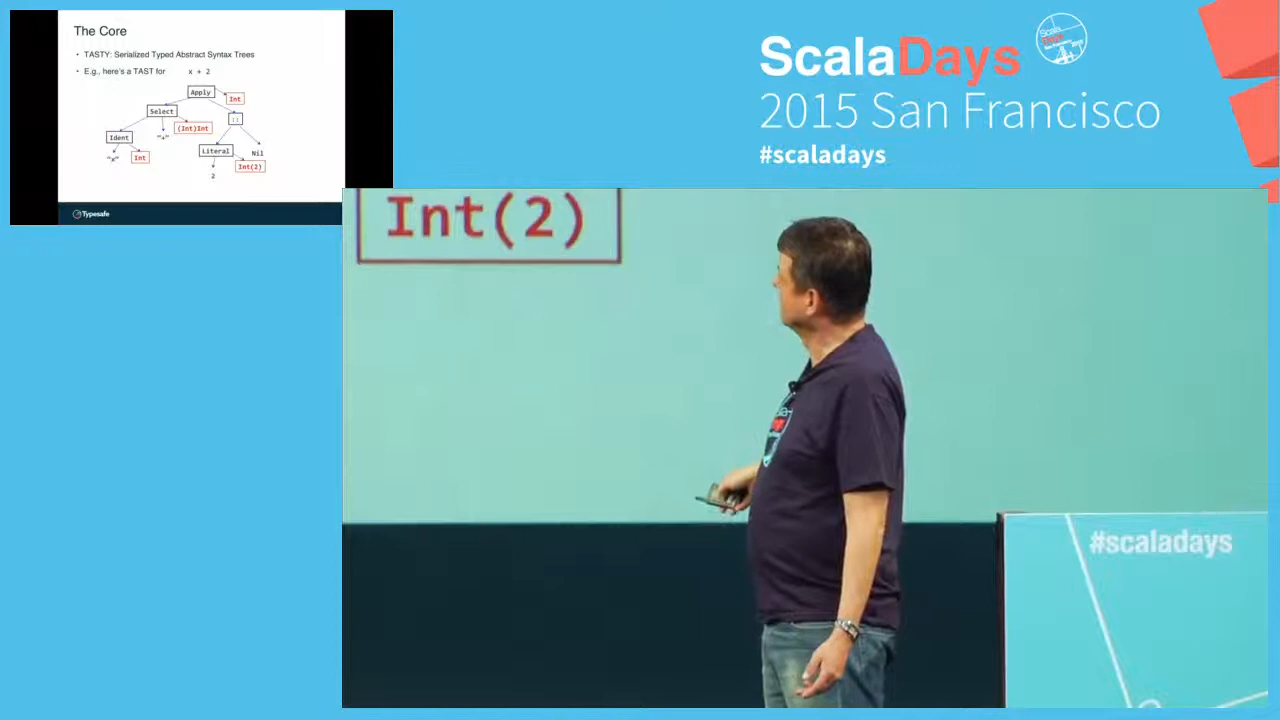 The Core
• TASTY: Serialized Typed Abstract Syntax Trees
• E.g., here's a TAST for x + 2
Apply
Int
Select
::
(Int)Int
Ident
"+"
Literal
Nil
"x"
Int
Int(2)
2
Typesafe
ScalaDays
2015 San Francisco
#scaladays
Int(2)
#scaladays